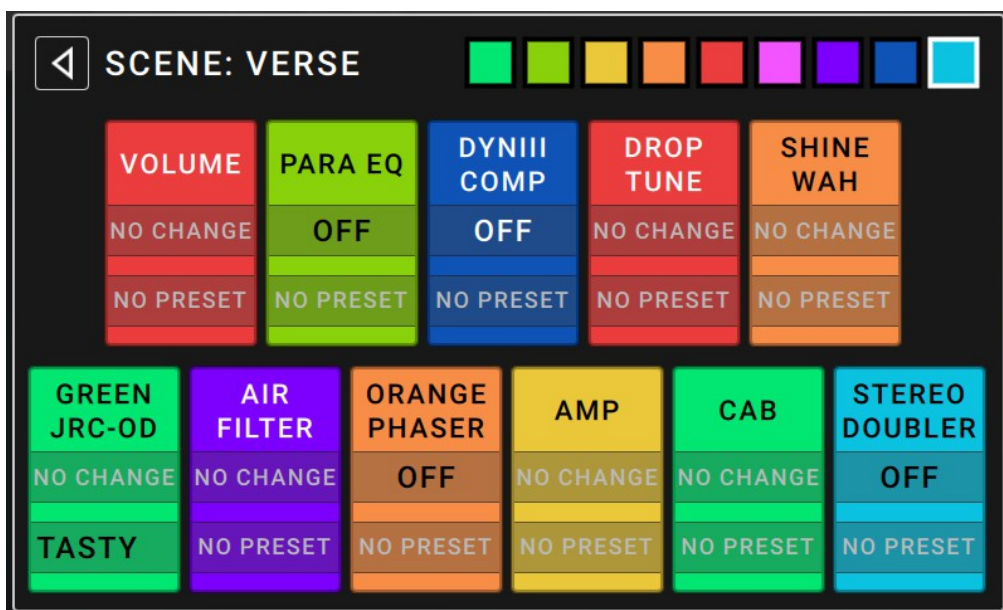 SCENE: VERSE
VOLUME
PARA EQ
DYNIII
COMP
DROP
TUNE
SHINE
WAH
NO CHANGE
OFF
OFF
NO CHANGE
NO CHANGE
NO PRESET
NO PRESET
NO PRESET
NO PRESET
NO PRESET
GREEN
JRC-OD
AIR
FILTER
ORANGE
PHASER
AMP
CAB
STEREO
DOUBLER
NO CHANGE
NO CHANGE
OFF
NO CHANGE
NO CHANGE
OFF
TASTY
NO PRESET
NO PRESET
NO PRESET
NO PRESET
NO PRESET